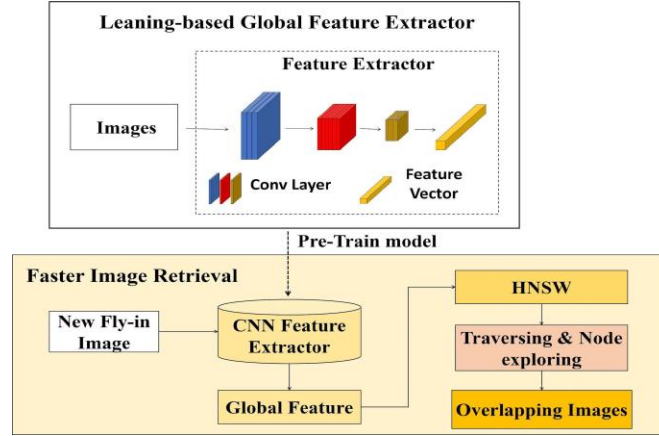 Leaning-based Global Feature Extractor
Feature Extractor
Images
Conv Layer
Feature
Vector
Pre-Train model
Faster Image Retrieval
New Fly-in
Image
CNN Feature
Extractor
Global Feature
HNSW
Traversing & Node
exploring
Overlapping Images